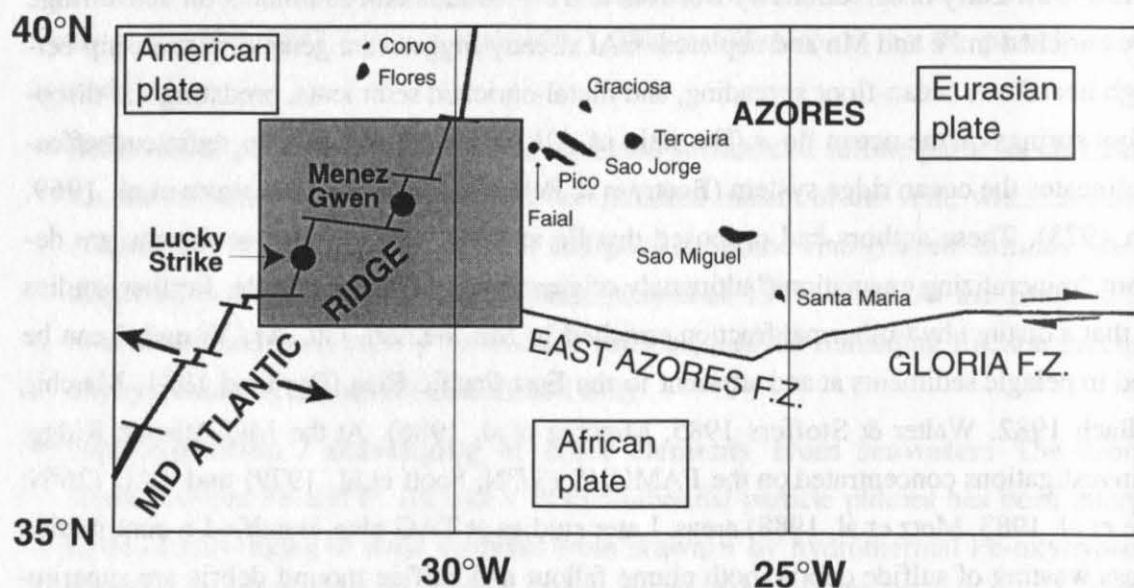 40°N
American
plate
Corvo
Flores
Graciosa
AZORES
Eurasian
plate
Terceira
Sao Jorge
Pico
Faial
Menez
Gwen
Lucky
Strike
Sao Miguel
Santa Maria
MID ATLANTIC RIDGE
EAST AZORES F.Z.
GLORIA F.Z.
African
plate
35°N
30°W
25°W